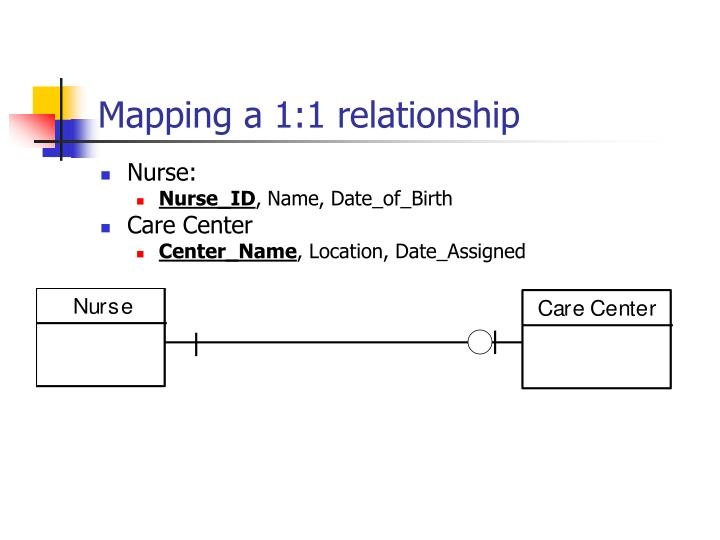 Mapping a 1:1 relationship
Nurse:
Nurse_ID, Name, Date_of_Birth
Care Center
Center_Name, Location, Date_Assigned
Nurse
Care Center